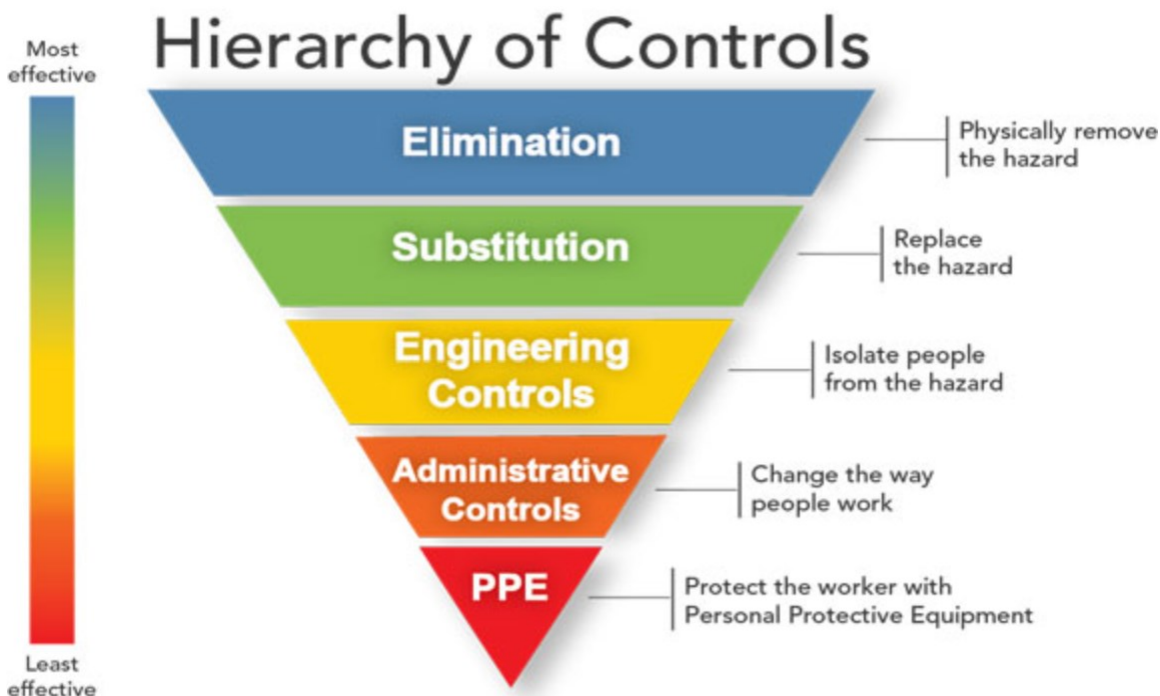 Hierarchy of Controls
Most
effective
Elimination
Physically remove
the hazard
Substitution
Replace
the hazard
Engineering
Controls
Isolate people
from the hazard
Administrative
Controls
Change the way
people work
PPE
Protect the worker with
Personal Protective Equipment
Least
effective